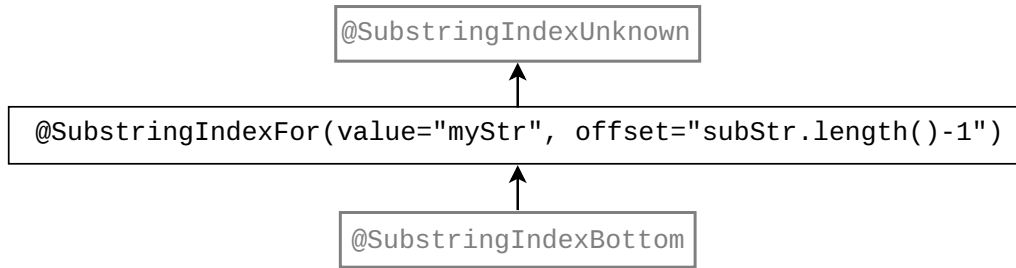 @SubstringIndexUnknown
@SubstringIndexFor(value="myStr", offset="subStr.length()-1")
@SubstringIndexBottom